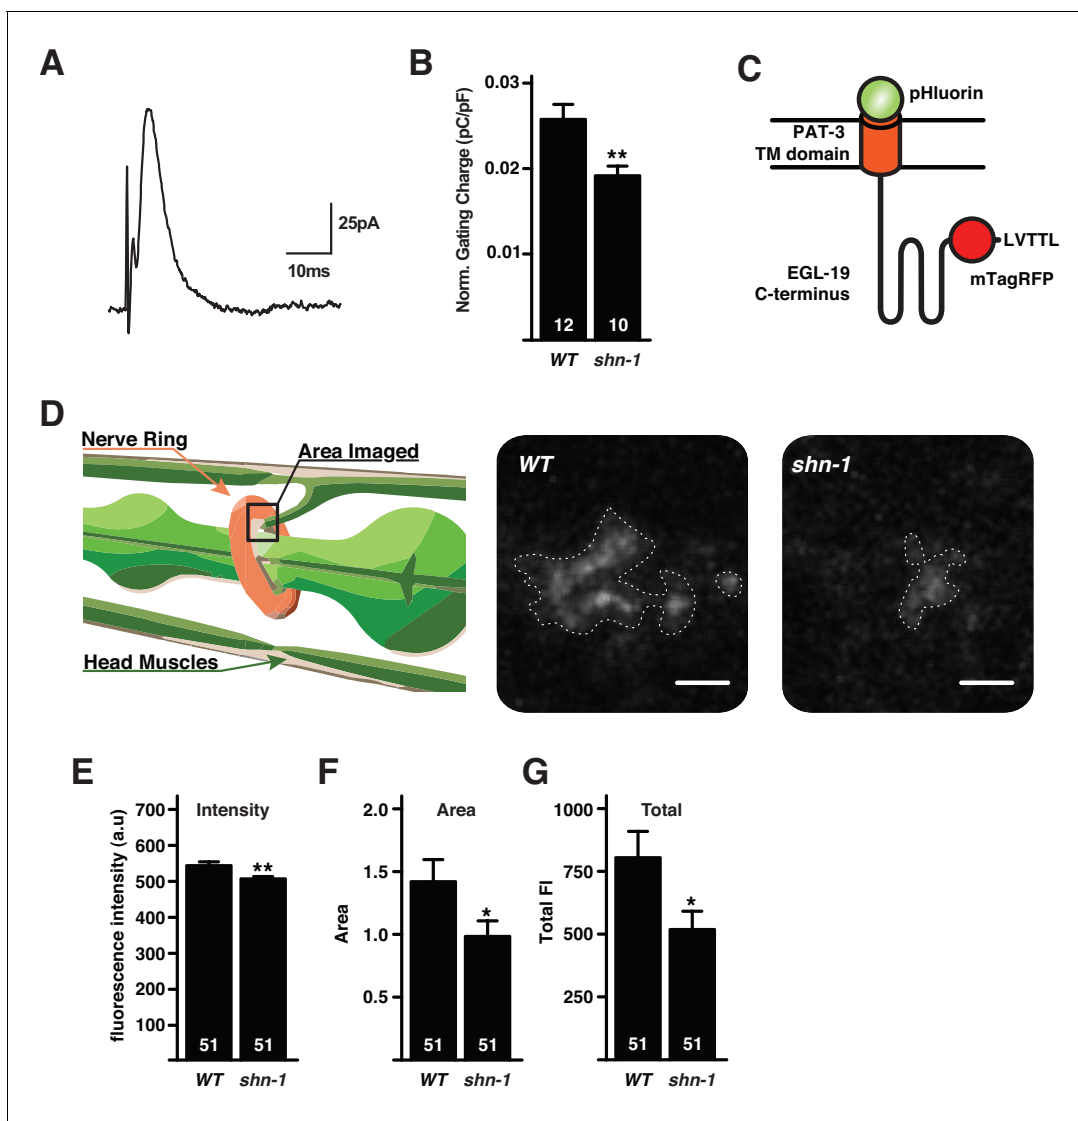 A
25pA
10ms
B
Norm. Gating Charge (pC/pF)
0.03
0.02
0.01
**
12
10
WT
shn-1
C
pHluorin
PAT-3
TM domain
EGL-19
C-terminus
LVTTL
mTagRFP
D
Nerve Ring
Area Imaged
Head Muscles
WT
shn-1
E
Intensity
fluorescence intensity (a.u)
700
600
500
400
300
200
100
**
51
51
WT
shn-1
F
Area
Area
2.0
1.5
1.0
0.5
*
51
51
WT
shn-1
G
Total
Total FI
1000
750
500
250
*
51
51
WT
shn-1